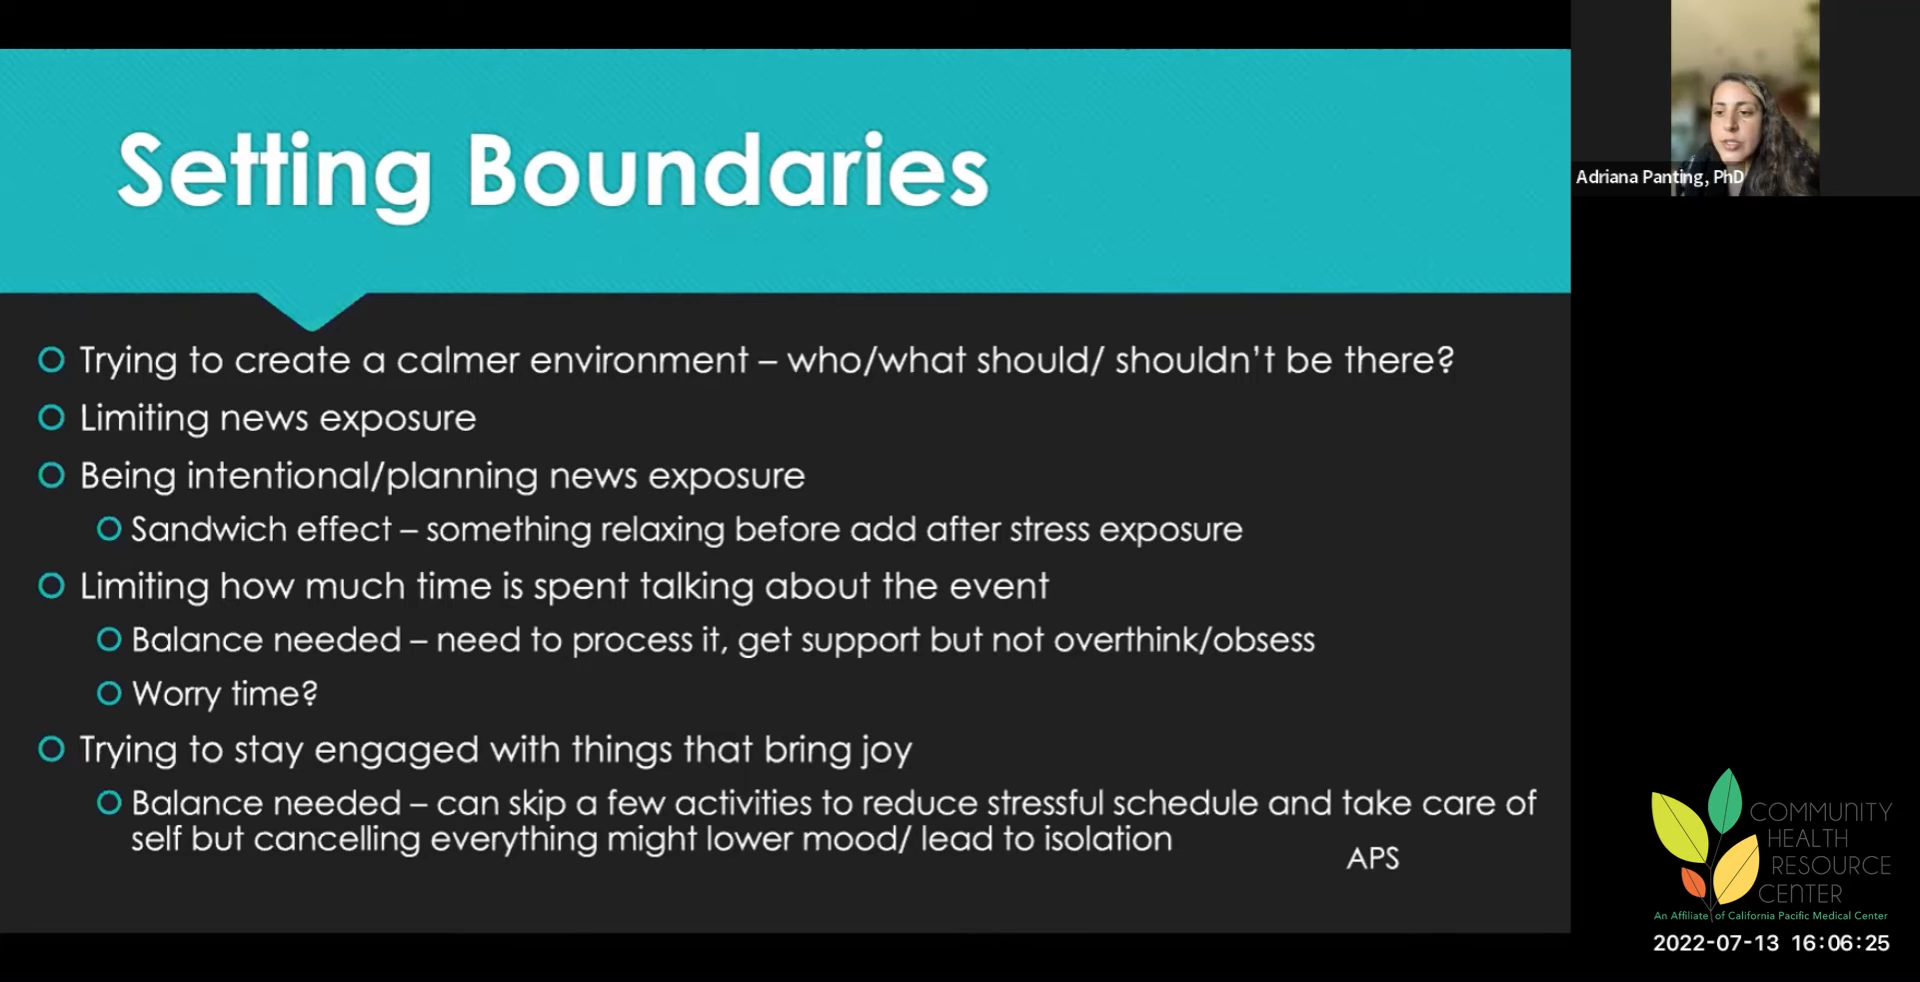 Setting Boundaries
Trying to create a calmer environment – who/what should/ shouldn't be there?
Limiting news exposure
Being intentional/planning news exposure
Sandwich effect – something relaxing before add after stress exposure
Limiting how much time is spent talking about the event
Balance needed – need to process it, get support but not overthink/obsess
Worry time?
Trying to stay engaged with things that bring joy
Balance needed – can skip a few activities to reduce stressful schedule and take care of
self but cancelling everything might lower mood/ lead to isolation
APS
Adriana Panting, PhD
COMMUNITY
HEALTH
RESOURCE
CENTER
An Affiliate of California Pacific Medical Center
2022-07-13 16:06:25